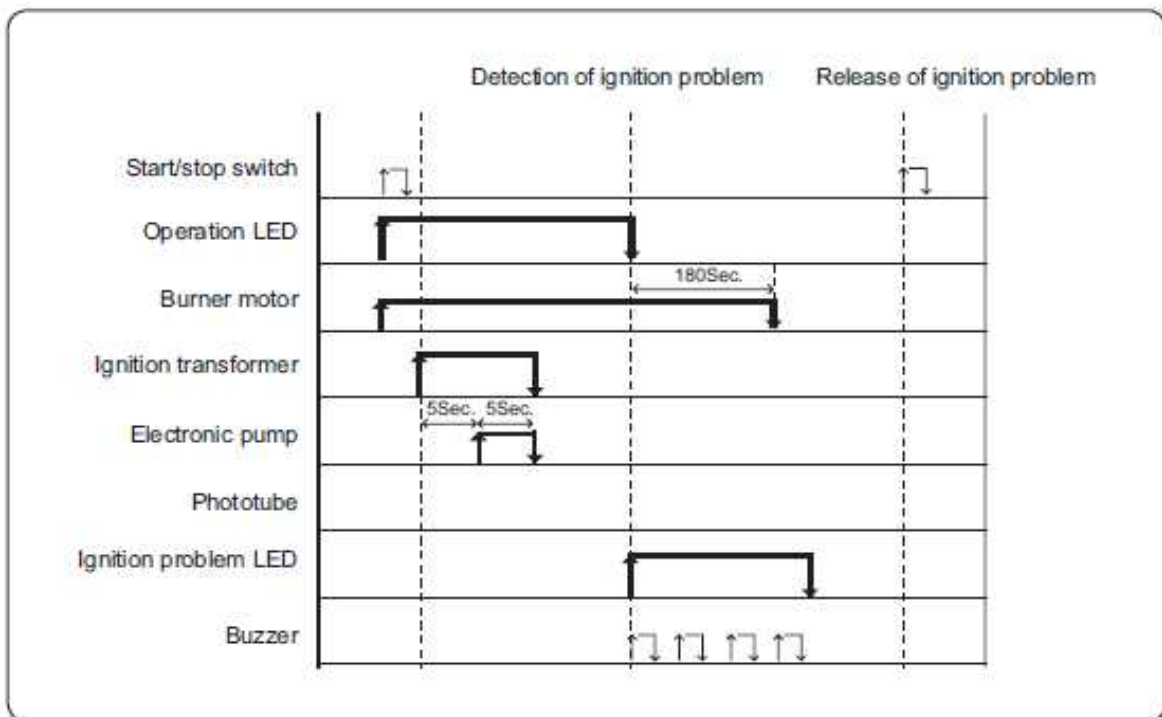 Detection of ignition problem
Release of ignition problem
Start/stop switch
Operation LED
180Sec.
Burner motor
Ignition transformer
5Sec.
5Sec.
Electronic pump
Phototube
Ignition problem LED
Buzzer